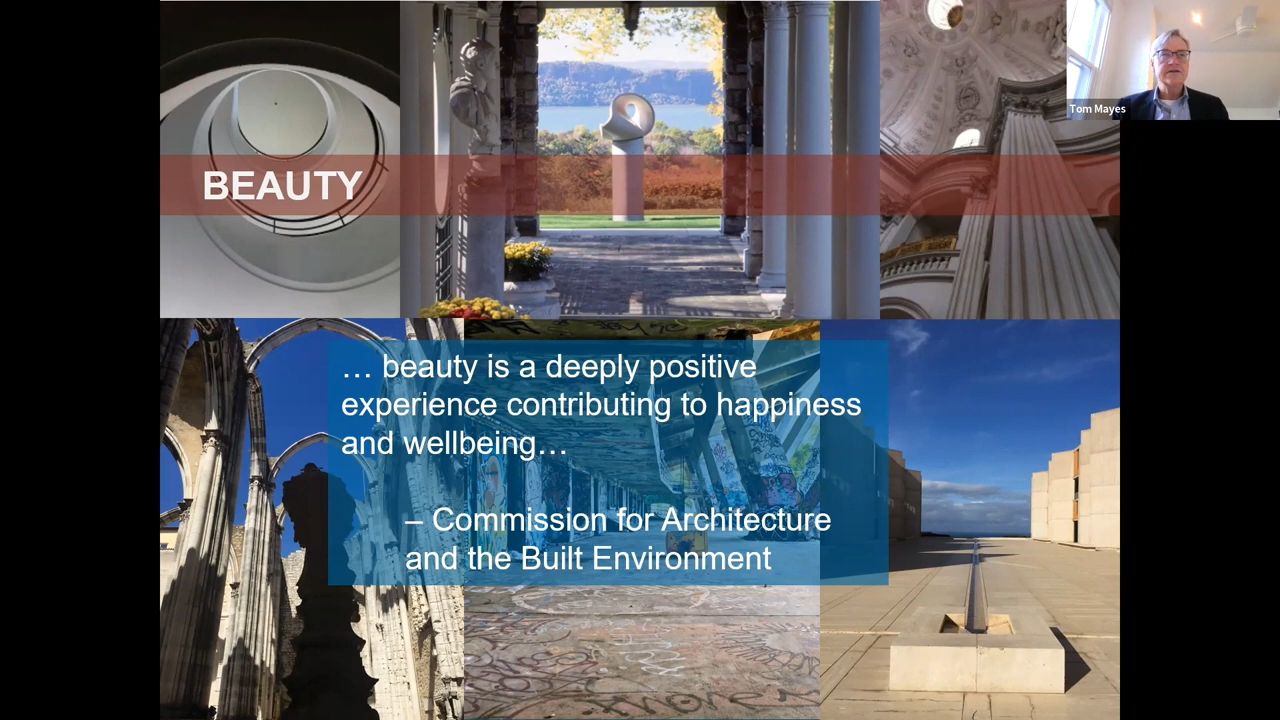 Tom Mayes
BEAUTY
… beauty is a deeply positive
experience contributing to happiness
and wellbeing…
– Commission for Architecture
and the Built Environment